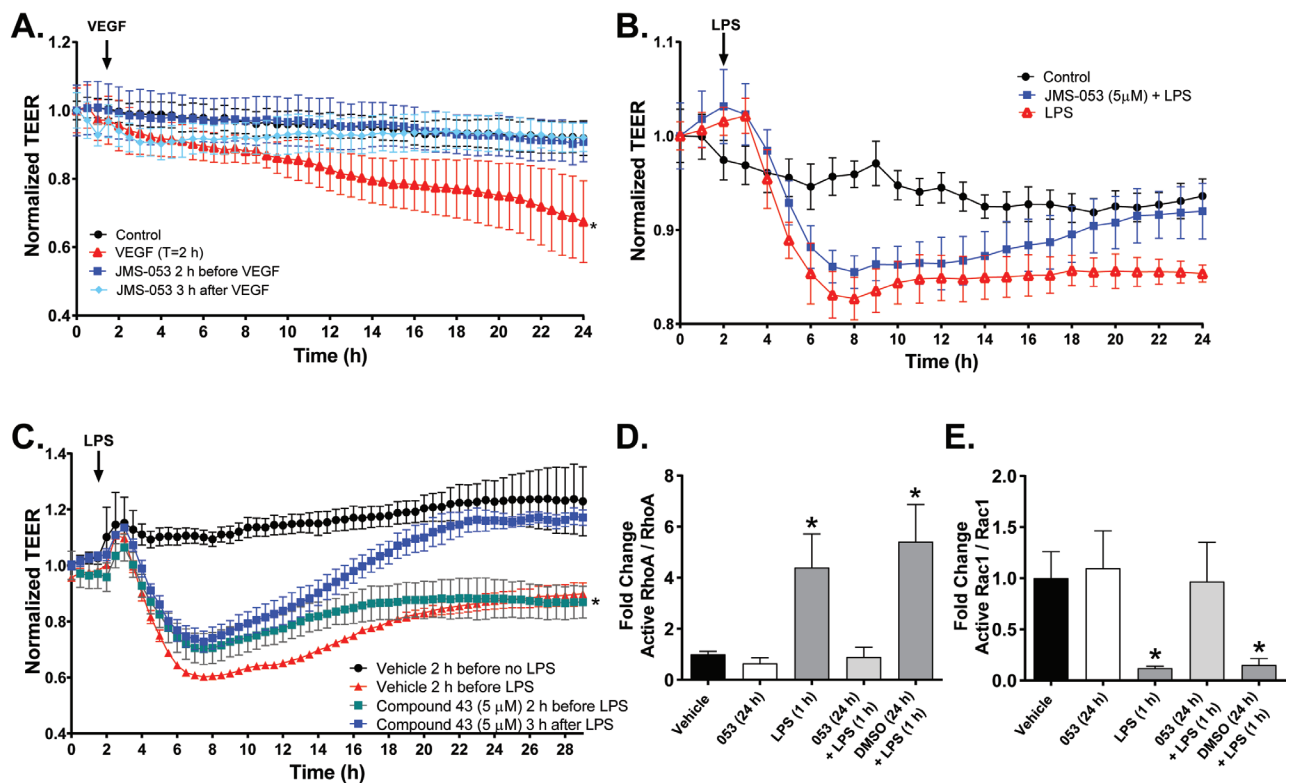 A.
VEGF
Normalized TEER
1.2
1.0
0.8
0.6
0.4
Control
VEGF (T=2 h)
JMS-053 2 h before VEGF
JMS-053 3 h after VEGF
*
0 2 4 6 8 10 12 14 16 18 20 22 24
Time (h)
B.
LPS
Normalized TEER
1.1
1.0
0.9
0.8
Control
JMS-053 (5μM) + LPS
LPS
0 2 4 6 8 10 12 14 16 18 20 22 24
Time (h)
C.
LPS
Normalized TEER
1.4
1.2
1.0
0.8
0.6
0.4
*
Vehicle 2 h before no LPS
Vehicle 2 h before LPS
Compound 43 (5 μM) 2 h before LPS
Compound 43 (5 μM) 3 h after LPS
0 2 4 6 8 10 12 14 16 18 20 22 24 26 28
Time (h)
D.
Fold Change
Active RhoA / RhoA
8
6
4
2
0
*
*
Vehicle
053 (24 h)
LPS (1 h)
053 (24 h)
+ LPS (1 h)
DMSO (24 h)
+ LPS (1 h)
E.
Fold Change
Active Rac1 / Rac1
2.0
1.5
1.0
0.5
0.0
*
*
Vehicle
053 (24 h)
LPS (1 h)
053 (24 h)
+ LPS (1 h)
DMSO (24 h)
+ LPS (1 h)